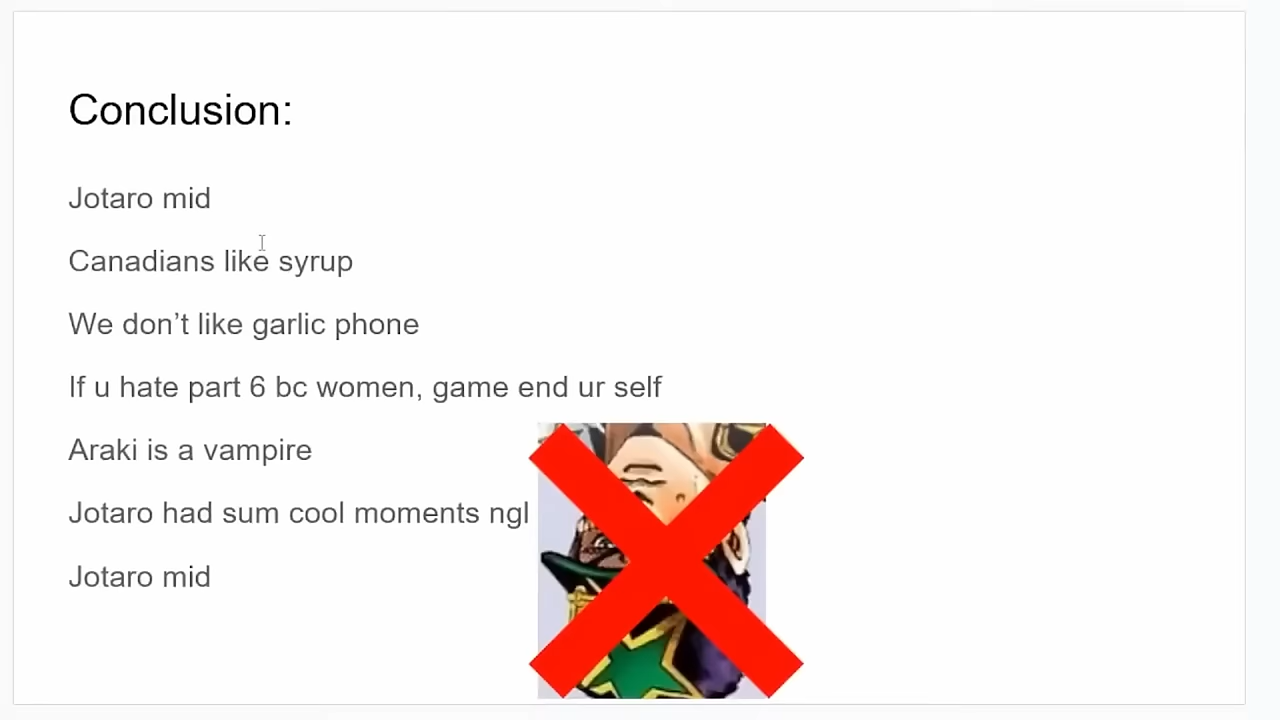 Conclusion:
Jotaro mid
Canadians like syrup
We don’t like garlic phone
If u hate part 6 bc women, game end ur self
Araki is a vampire
Jotaro had sum cool moments ngl
Jotaro mid